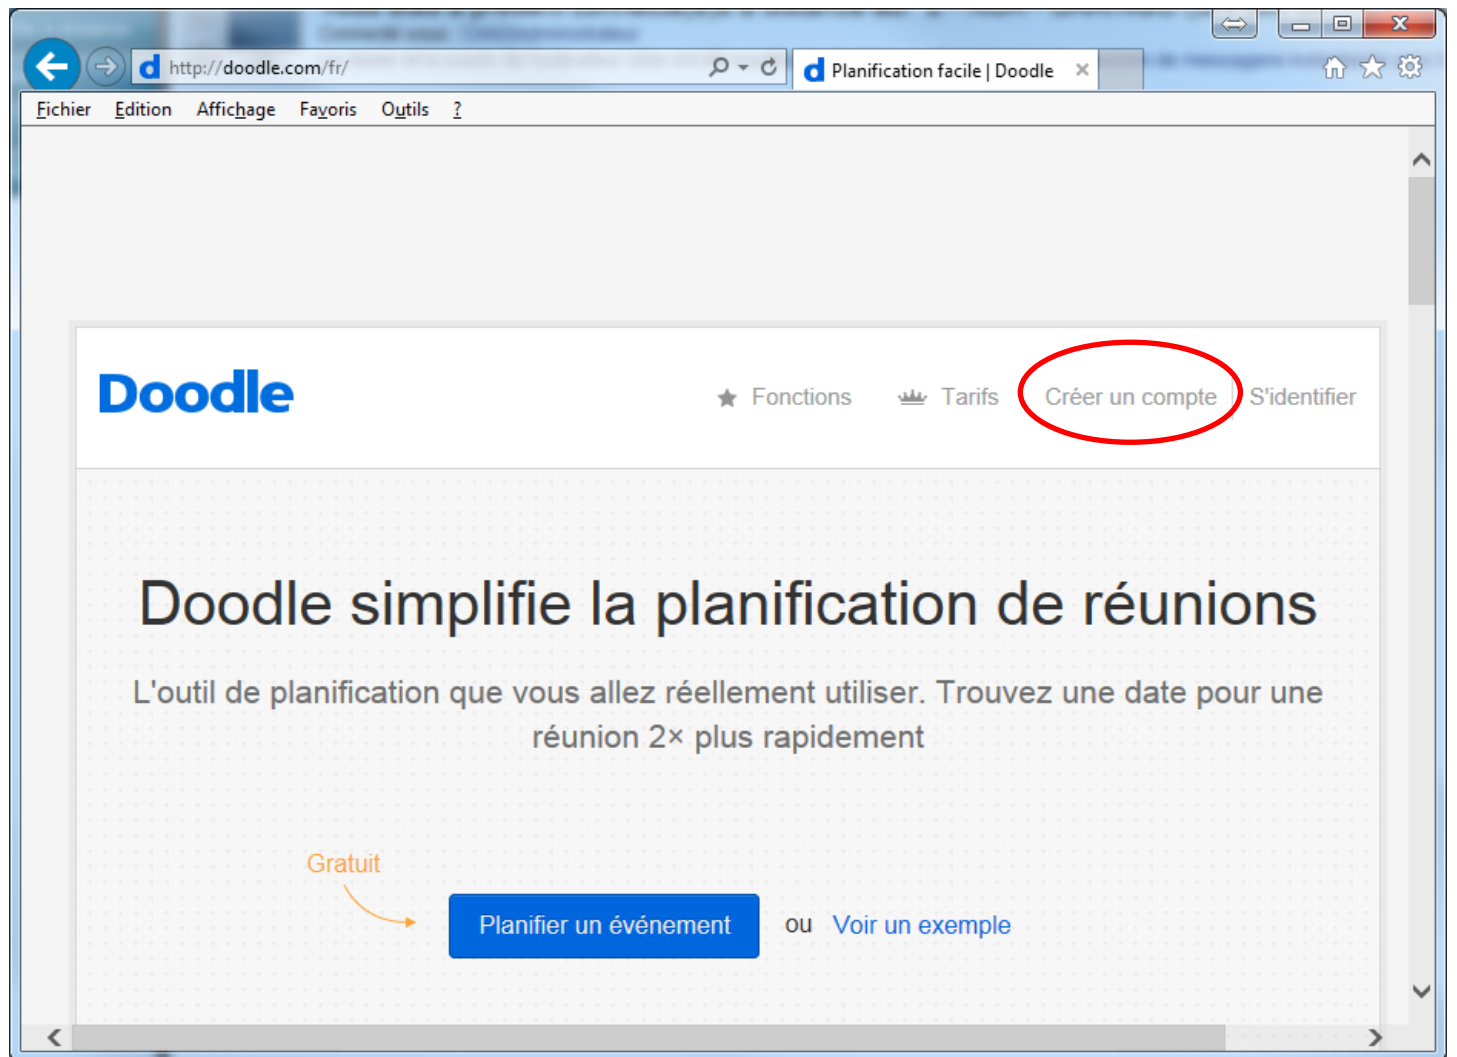 http://doodle.com/fr/
Planification facile | Doodle
Fichier Edition Affichage Favoris Outils ?
Doodle
Fonctions Tarifs Créer un compte S'identifier
Doodle simplifie la planification de réunions
L'outil de planification que vous allez réellement utiliser. Trouvez une date pour une
réunion 2× plus rapidement
Gratuit
Planifier un événement ou Voir un exemple